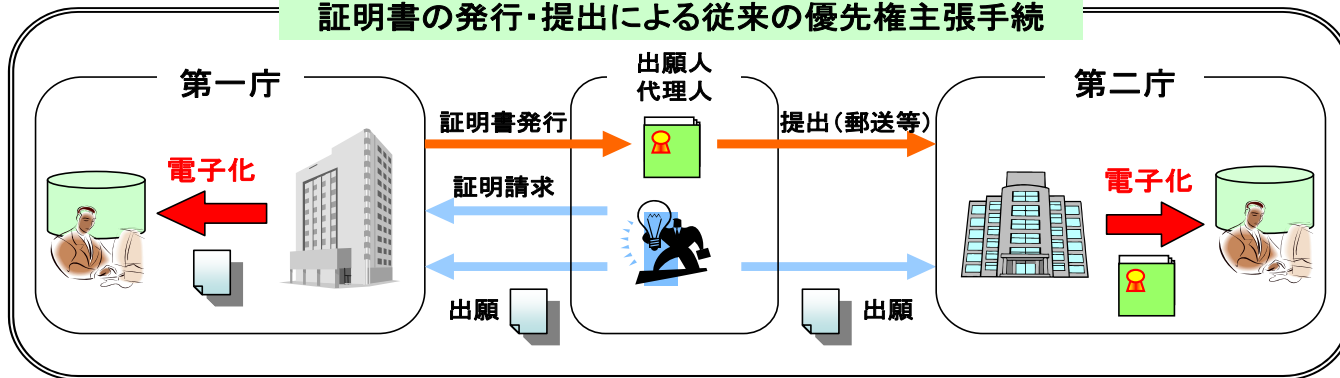 証明書の発行・提出による従来の優先権主張手続
第一庁
出願人
代理人
第二庁
証明書発行
提出(郵送等)
電子化
証明請求
電子化
出願
出願